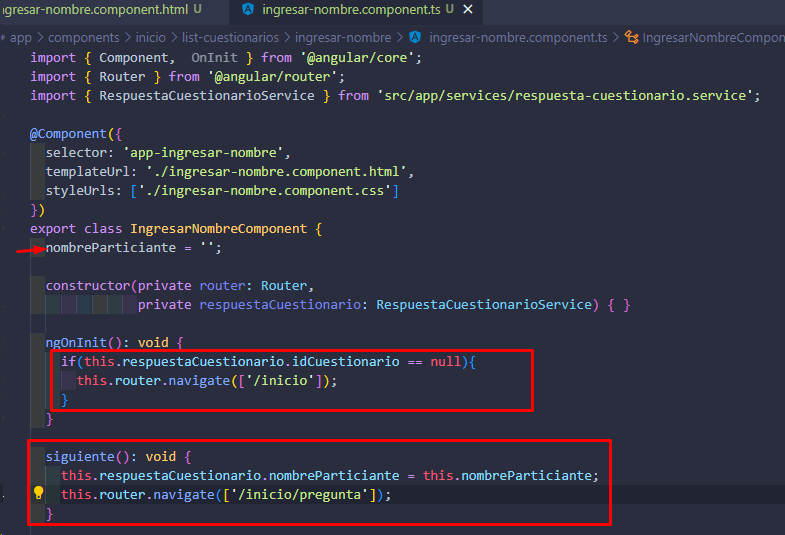 ngresar-nombre.component.html U ingresar-nombre.component.ts U ×
app > components > inicio > list-cuestionarios > ingresar-nombre > ingresar-nombre.component.ts > IngresarNombreCompon
import { Component, OnInit } from '@angular/core';
import { Router } from '@angular/router';
import { RespuestaCuestionarioService } from 'src/app/services/respuesta-cuestionario.service';
@Component({
selector: 'app-ingresar-nombre',
templateUrl: './ingresar-nombre.component.html',
styleUrls: ['./ingresar-nombre.component.css']
})
export class IngresarNombreComponent {
nombreParticiante = '';
constructor(private router: Router,
private respuestaCuestionario: RespuestaCuestionarioService) { }
ngOnInit(): void {
if(this.respuestaCuestionario.idCuestionario == null){
this.router.navigate(['/inicio']);
}
}
siguiente(): void {
this.respuestaCuestionario.nombreParticiante = this.nombreParticiante;
this.router.navigate(['/inicio/pregunta']);
}